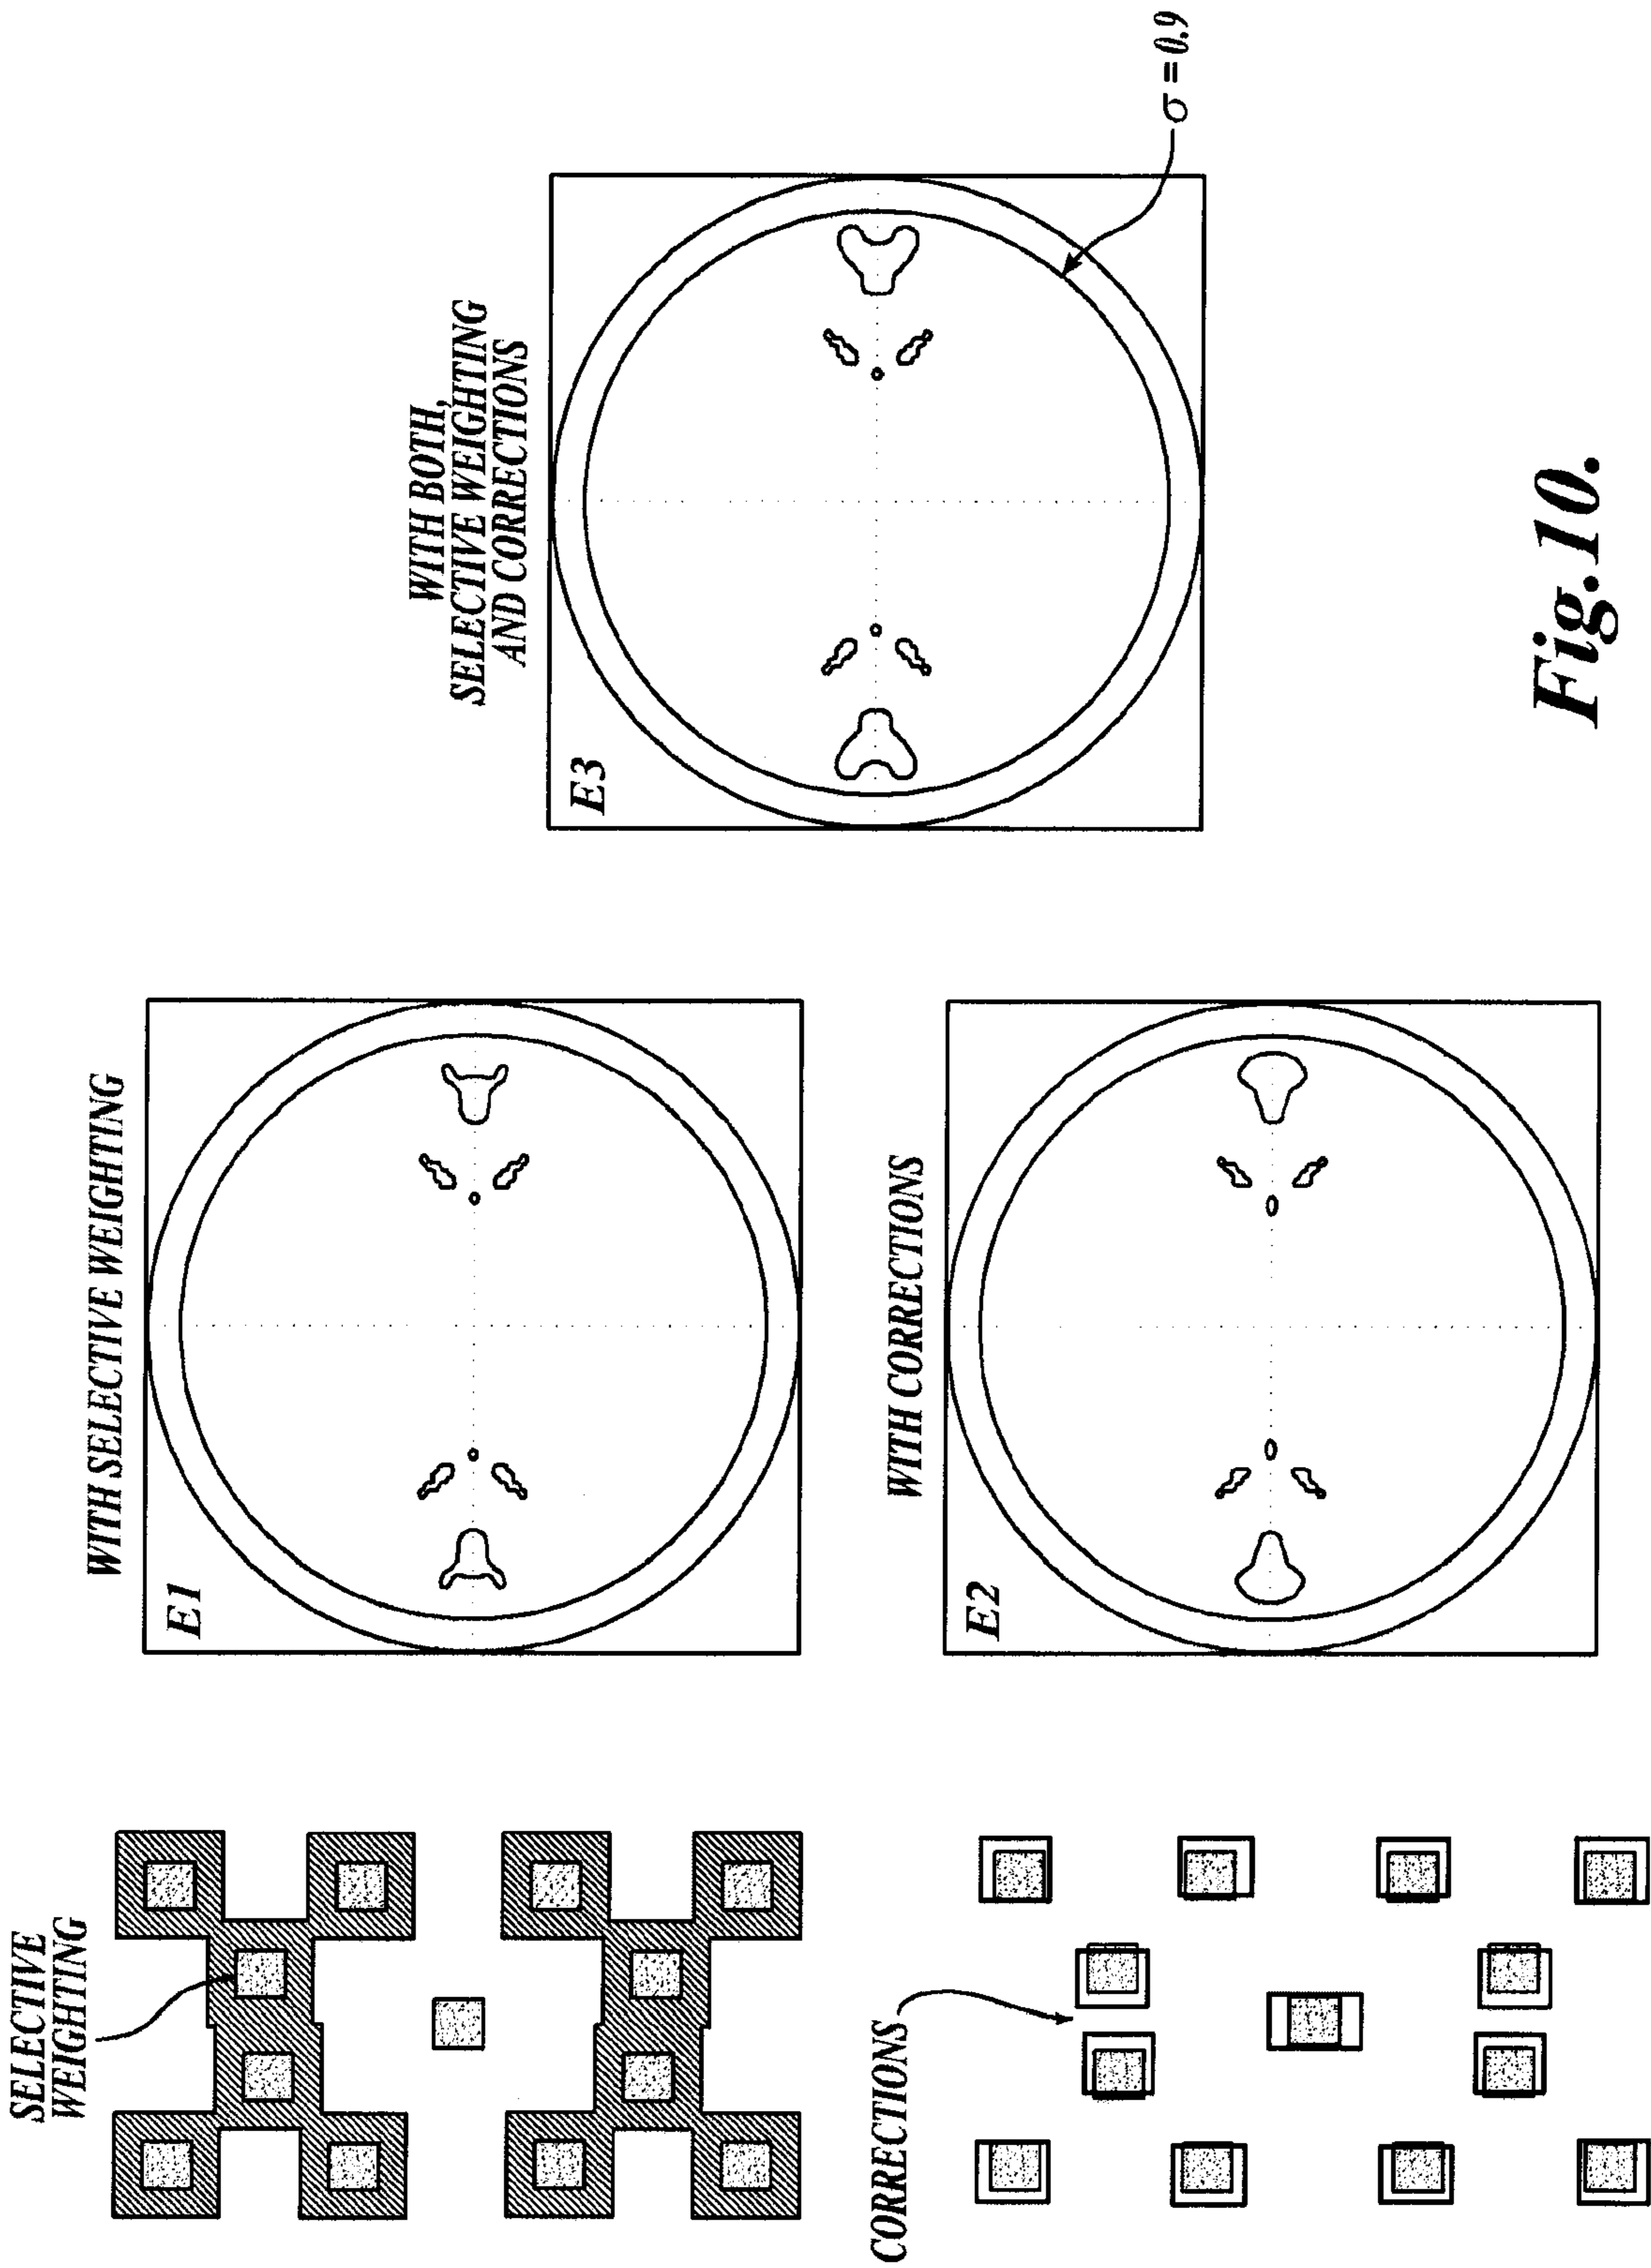 SELECTIVE
WEIGHTING
WITH SELECTIVE WEIGHTING
E1
CORRECTIONS
WITH CORRECTIONS
E2
WITH BOTH,
SELECTIVE WEIGHTING
AND CORRECTIONS
E3
σ = 0.9
Fig.10.